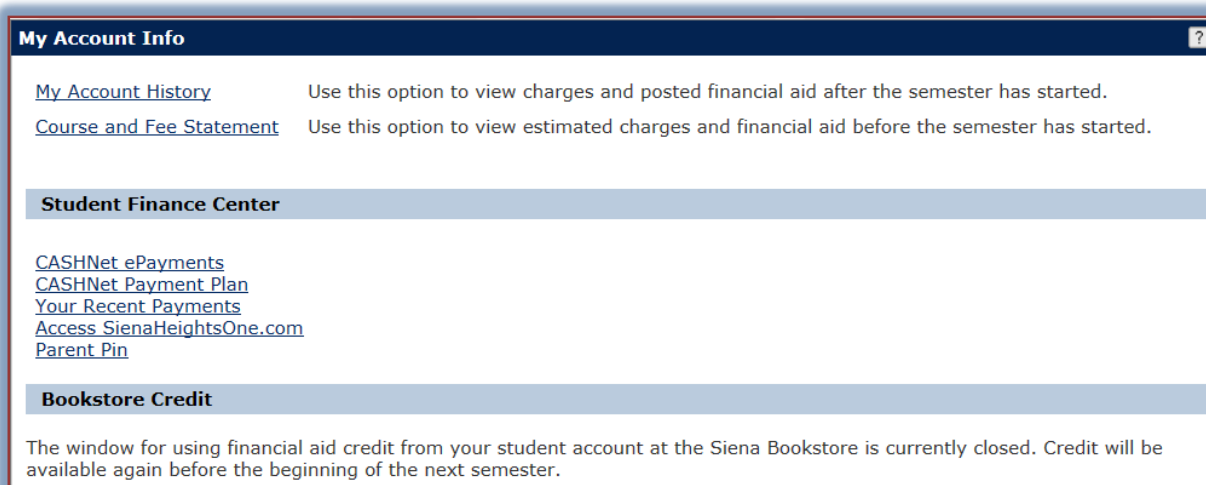 My Account Info
?
My Account History Use this option to view charges and posted financial aid after the semester has started.
Course and Fee Statement Use this option to view estimated charges and financial aid before the semester has started.
Student Finance Center
CASHNet ePayments
CASHNet Payment Plan
Your Recent Payments
Access SienaHeightsOne.com
Parent Pin
Bookstore Credit
The window for using financial aid credit from your student account at the Siena Bookstore is currently closed. Credit will be
available again before the beginning of the next semester.